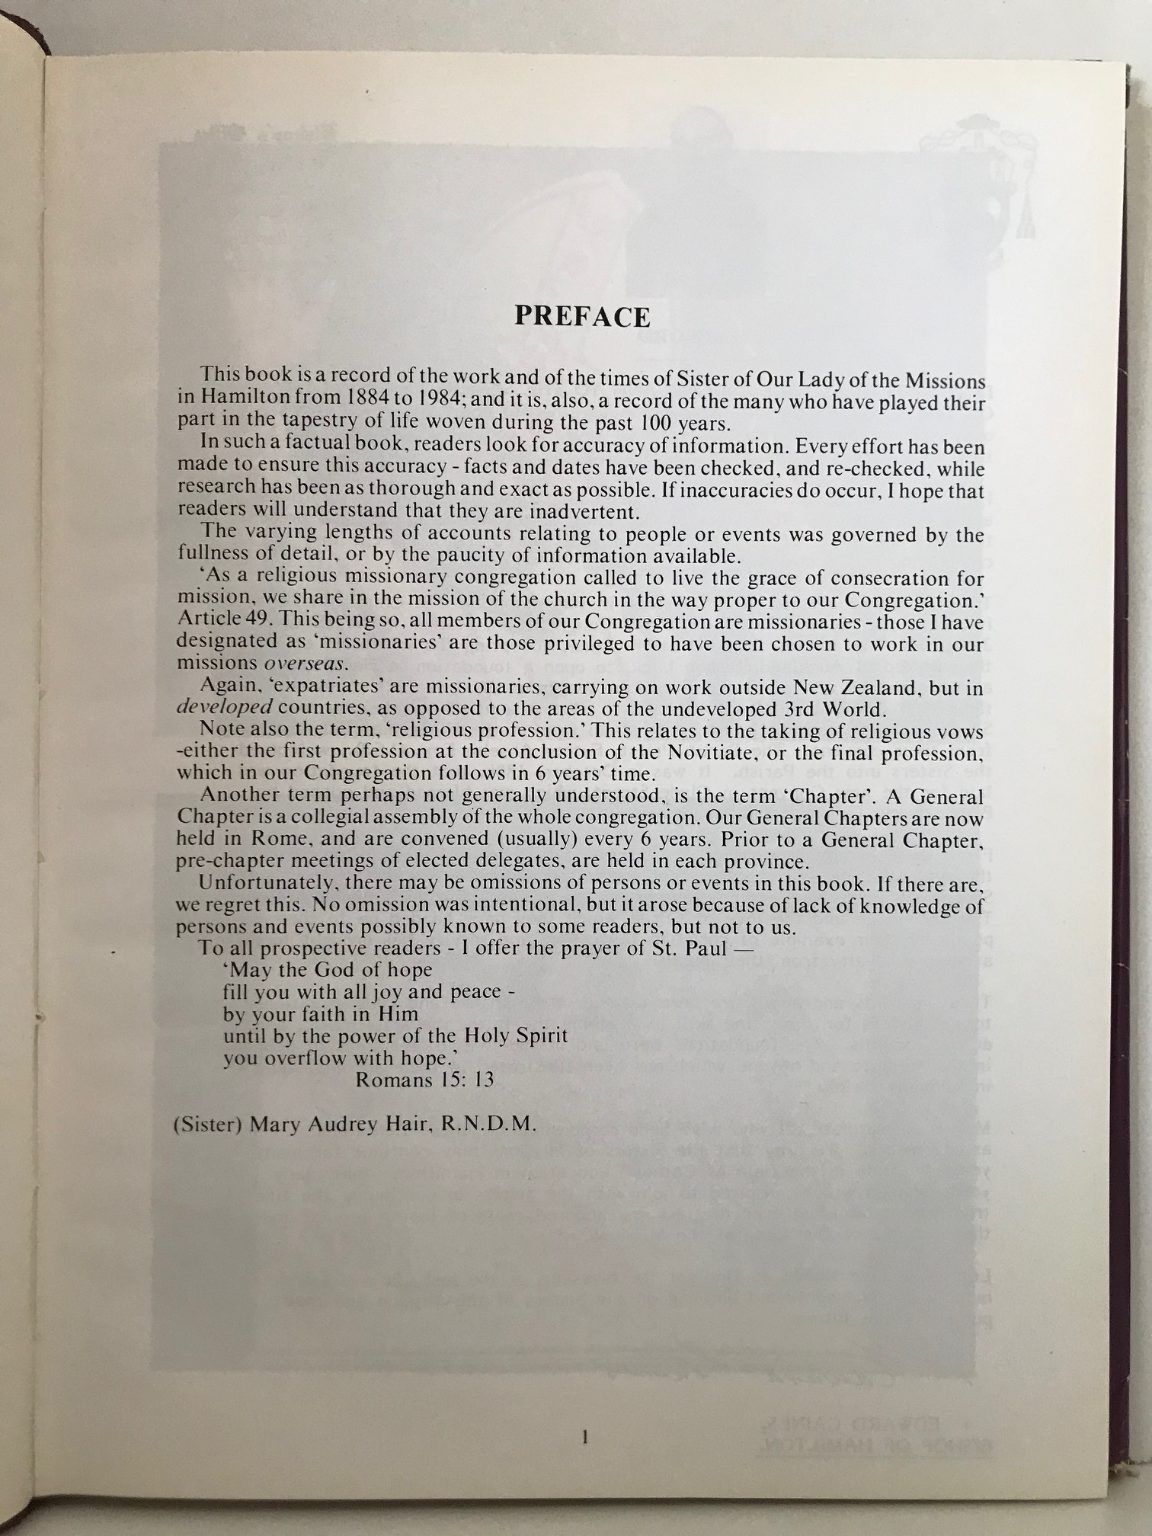 PREFACE
This book is a record of the work and of the times of Sister of Our Lady of the Missions
in Hamilton from 1884 to 1984; and it is, also, a record of the many who have played their
part in the tapestry of life woven during the past 100 years.
In such a factual book, readers look for accuracy of information. Every effort has been
made to ensure this accuracy - facts and dates have been checked, and re-checked, while
research has been as thorough and exact as possible. If inaccuracies do occur, I hope that
readers will understand that they are inadvertent.
The varying lengths of accounts relating to people or events was governed by the
fullness of detail, or by the paucity of information available.
‘As a religious missionary congregation called to live the grace of consecration for
mission, we share in the mission of the church in the way proper to our Congregation.’
Article 49. This being so, all members of our Congregation are missionaries - those I have
designated as ‘missionaries’ are those privileged to have been chosen to work in our
missions overseas.
Again, ‘expatriates’ are missionaries, carrying on work outside New Zealand, but in
developed countries, as opposed to the areas of the undeveloped 3rd World.
Note also the term, ‘religious profession.’ This relates to the taking of religious vows
-either the first profession at the conclusion of the Novitiate, or the final profession,
which in our Congregation follows in 6 years’ time.
Another term perhaps not generally understood, is the term ‘Chapter’. A General
Chapter is a collegial assembly of the whole congregation. Our General Chapters are now
held in Rome, and are convened (usually) every 6 years. Prior to a General Chapter,
pre-chapter meetings of elected delegates, are held in each province.
Unfortunately, there may be omissions of persons or events in this book. If there are,
we regret this. No omission was intentional, but it arose because of lack of knowledge of
persons and events possibly known to some readers, but not to us.
To all prospective readers - I offer the prayer of St. Paul —
‘May the God of hope
fill you with all joy and peace -
by your faith in Him
until by the power of the Holy Spirit
you overflow with hope.’
Romans 15: 13
(Sister) Mary Audrey Hair, R.N.D.M.
1